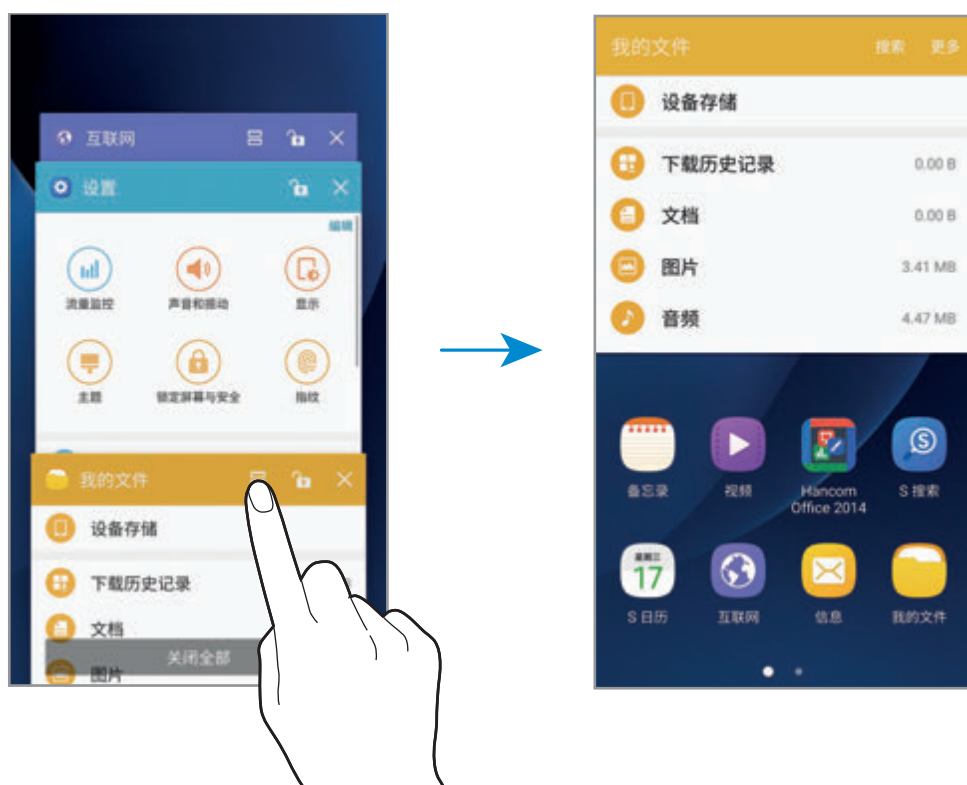 互联网
设置
编辑
流量监控
声音和振动
显示
主题
锁定屏幕与安全
指纹
我的文件
设备存储
下载历史记录
文档
图片
关闭全部
我的文件
搜索
更多
设备存储
下载历史记录
0.00 B
文档
0.00 B
图片
3.41 MB
音频
4.47 MB
备忘录
视频
Hancom
Office 2014
S 搜索
星期三
17
S 日历
互联网
信息
我的文件